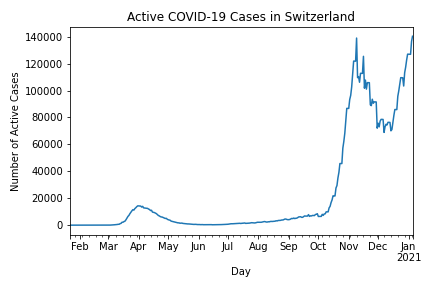 Active COVID-19 Cases in Switzerland
140000
120000
100000
80000
60000
40000
20000
0
Number of Active Cases
Feb Mar Apr May Jun Jul Aug Sep Oct Nov Dec Jan
2021
Day